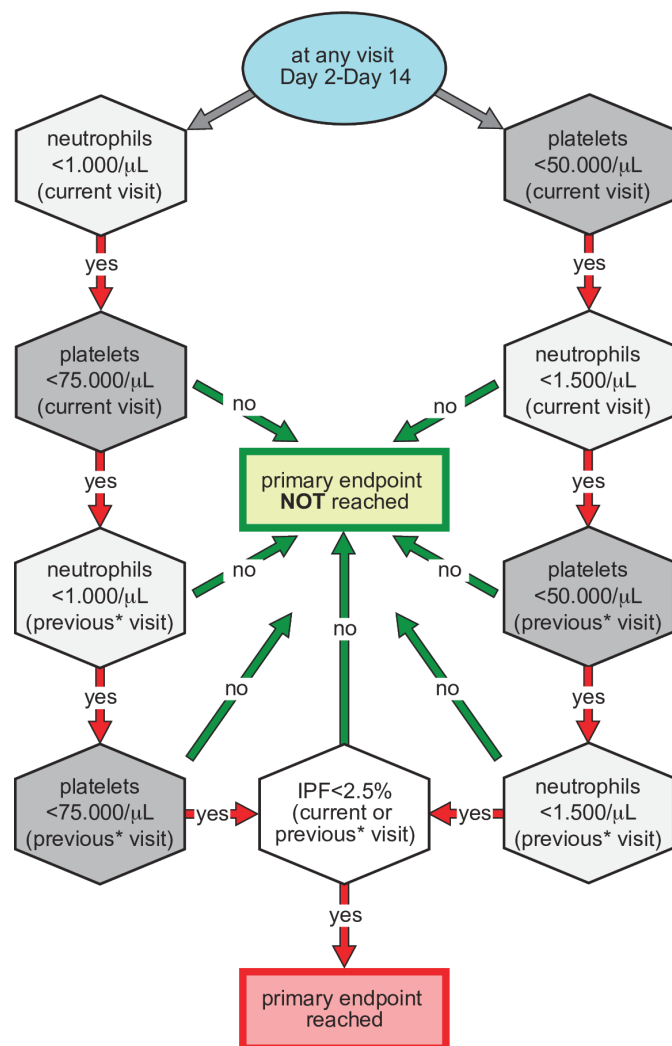 at any visit
Day 2-Day 14
neutrophils
<1.000/μL
(current visit)
platelets
<50.000/μL
(current visit)
yes
yes
platelets
<75.000/μL
(current visit)
neutrophils
<1.500/μL
(current visit)
no
no
primary endpoint
NOT reached
yes
yes
neutrophils
<1.000/μL
(previous* visit)
platelets
<50.000/μL
(previous* visit)
no
no
no
yes
yes
no
no
platelets
<75.000/μL
(previous* visit)
IPF<2.5%
(current or
previous* visit)
neutrophils
<1.500/μL
(previous* visit)
yes
yes
yes
primary endpoint
reached